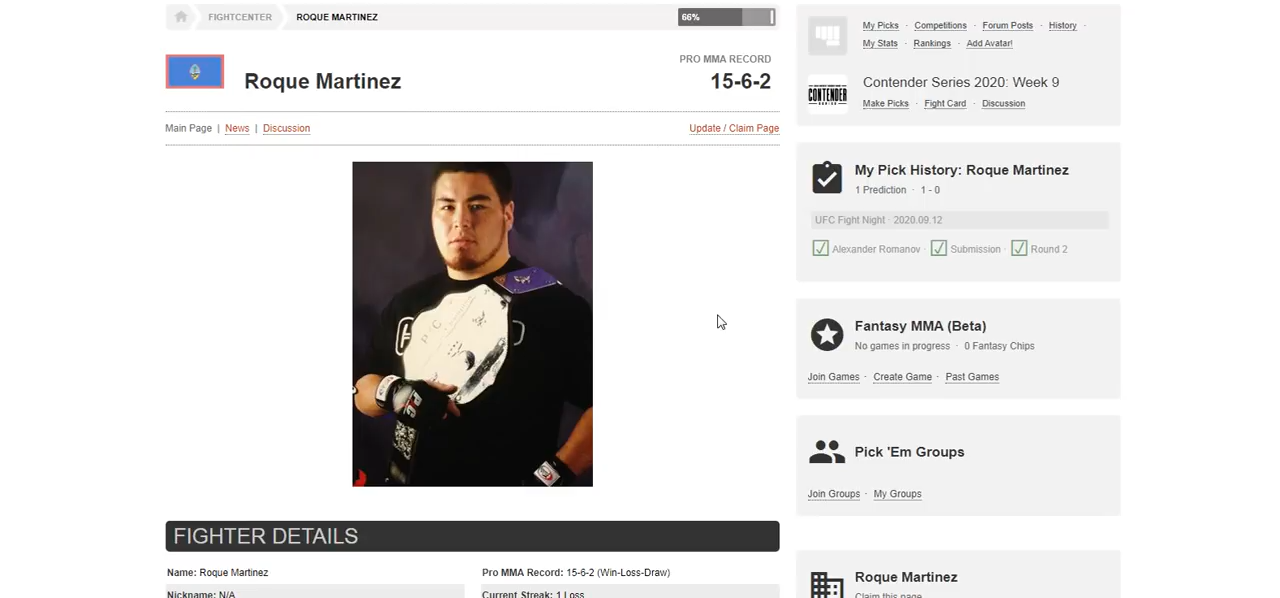 FIGHTCENTER
ROQUE MARTINEZ
66%
Roque Martinez
PRO MMA RECORD
15-6-2
Main Page | News | Discussion
Update / Claim Page
FIGHTER DETAILS
Name: Roque Martinez
Pro MMA Record: 15-6-2 (Win-Loss-Draw)
Nickname: N/A
Current Streak: 1 Loss
My Picks · Competitions · Forum Posts · History ·
My Stats · Rankings · Add Avatar!
CONTENDER
Contender Series 2020: Week 9
Make Picks · Fight Card · Discussion
My Pick History: Roque Martinez
1 Prediction · 1 - 0
UFC Fight Night · 2020.09.12
Alexander Romanov · Submission · Round 2
Fantasy MMA (Beta)
No games in progress · 0 Fantasy Chips
Join Games · Create Game · Past Games
Pick 'Em Groups
Join Groups · My Groups
Roque Martinez
Claim this page